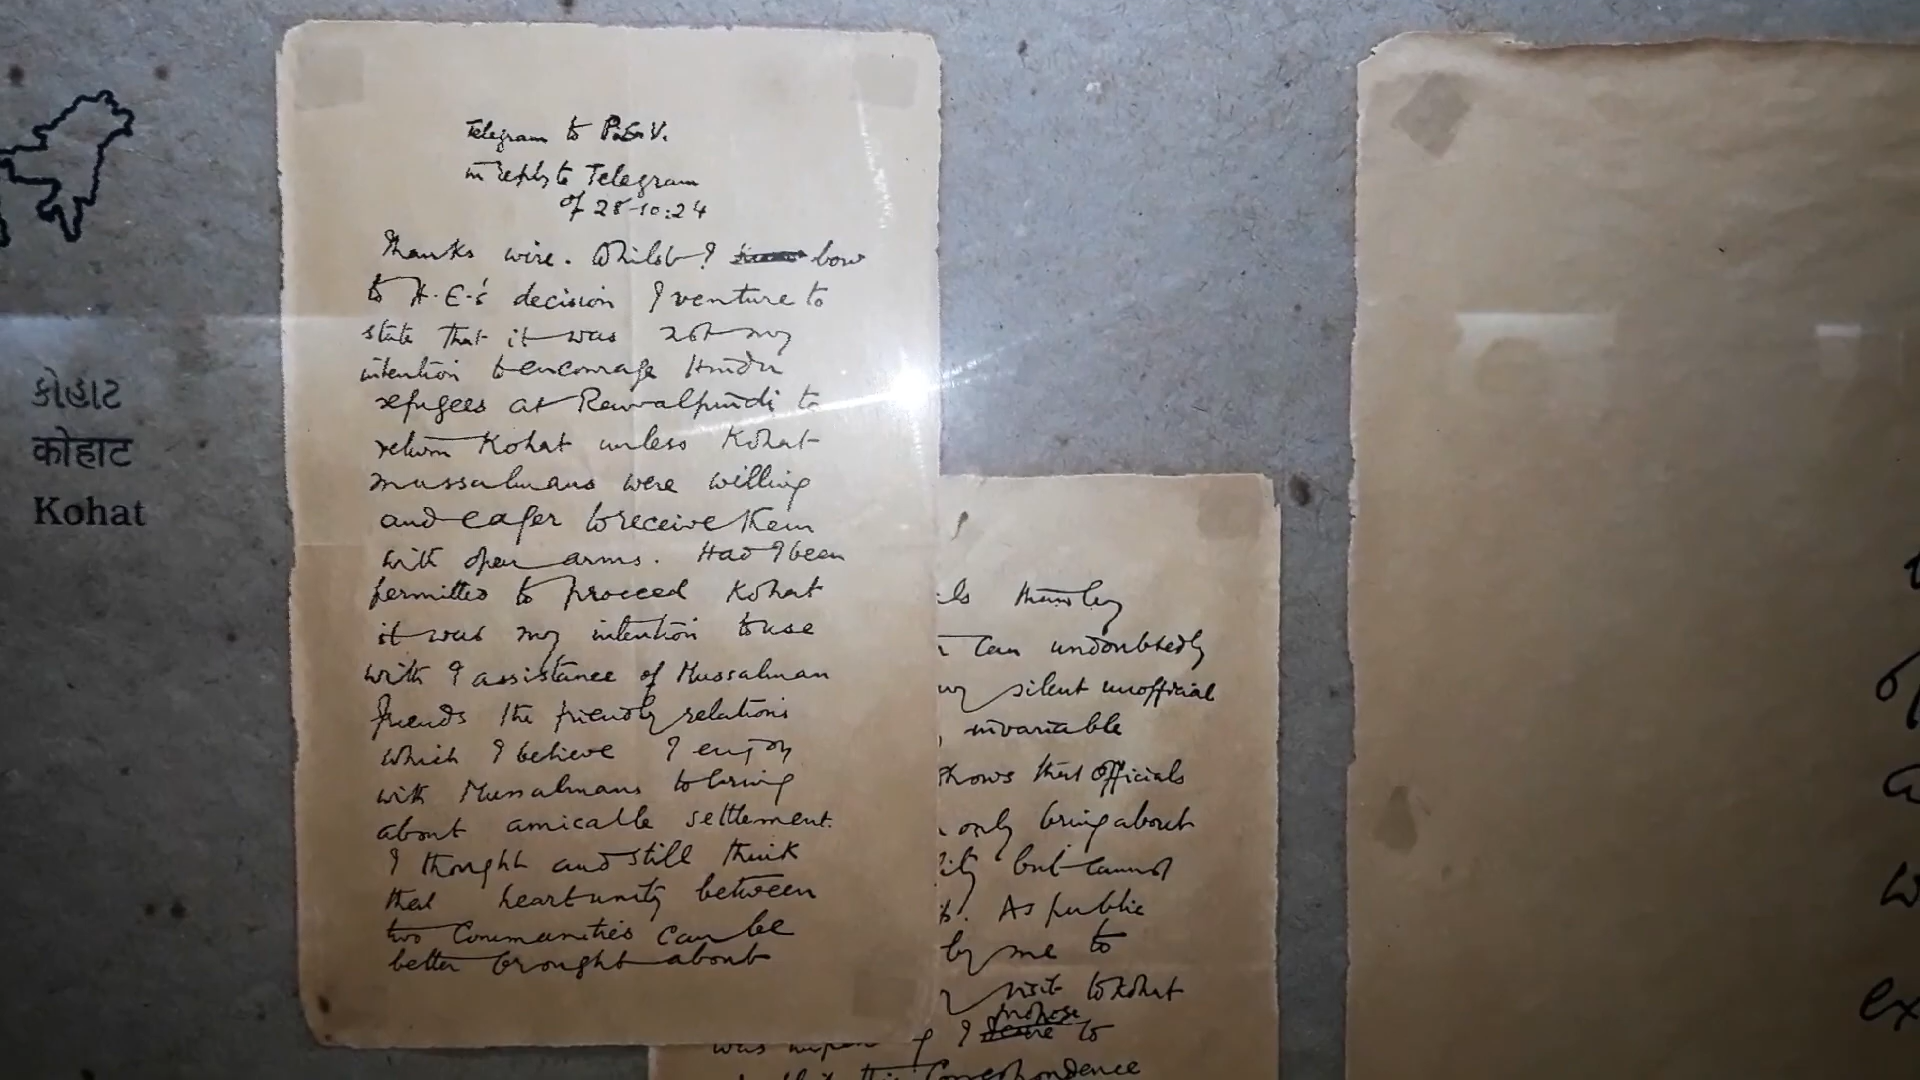 Telegram to P.S.V.
in reply to Telegram
of 28-10-24
Thanks wire. Whilst I bow
to H.E.'s decision I venture to
state that it was not my
intention to encourage Hindu
refugees at Rawalpindi to
return Kohat unless Kohat
mussalmans were willing
and eager to receive them
with open arms. Had I been
permitted to proceed Kohat
it was my intention to use
with assistance of Mussalman
friends the friendly relations
which I believe I enjoy
with Mussalmans to bring
about amicable settlement.
I thought and still think
that heart unity between
two Communities can be
better brought about
કોહાટ
कोहाट
Kohat
can undoubtedly
silent unofficial
invariable
shows that officials
only bring about
but cannot
As public
by me to
visit to Kohat
propose
was I to
this Correspondence
ex